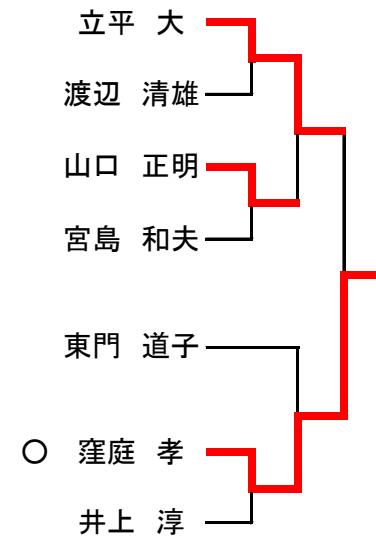 立平 大
渡辺 清雄
山口 正明
宮島 和夫
東門 道子
○ 窪庭 孝
井上 淳